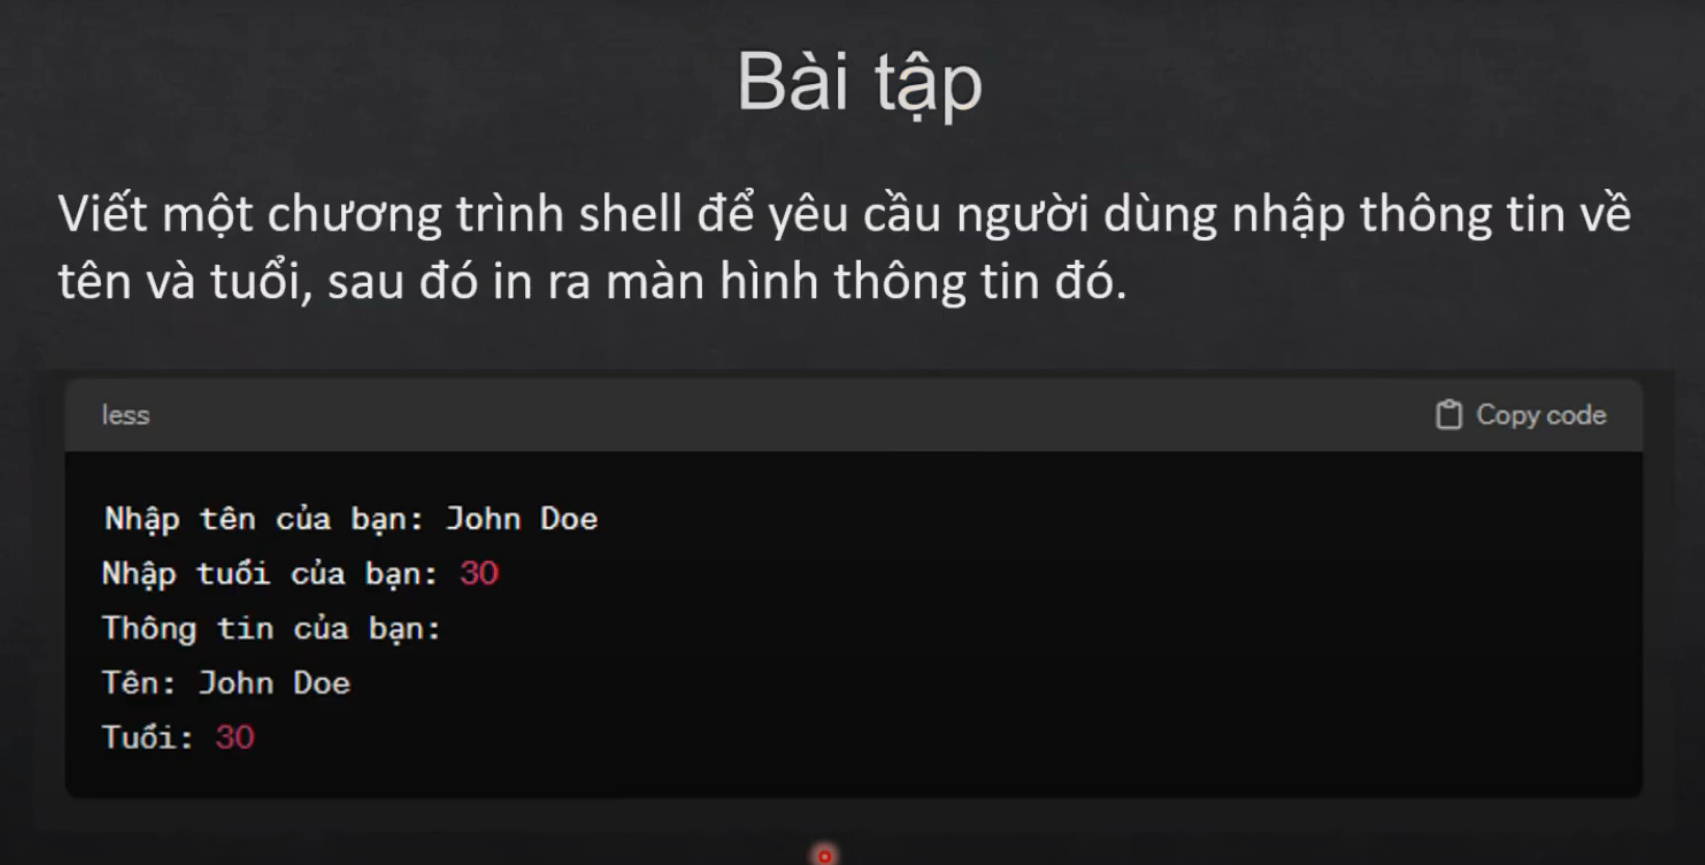 Bài tập
Viết một chương trình shell để yêu cầu người dùng nhập thông tin về
tên và tuổi, sau đó in ra màn hình thông tin đó.
less
Copy code
Nhập tên của bạn: John Doe
Nhập tuổi của bạn: 30
Thông tin của bạn:
Tên: John Doe
Tuổi: 30